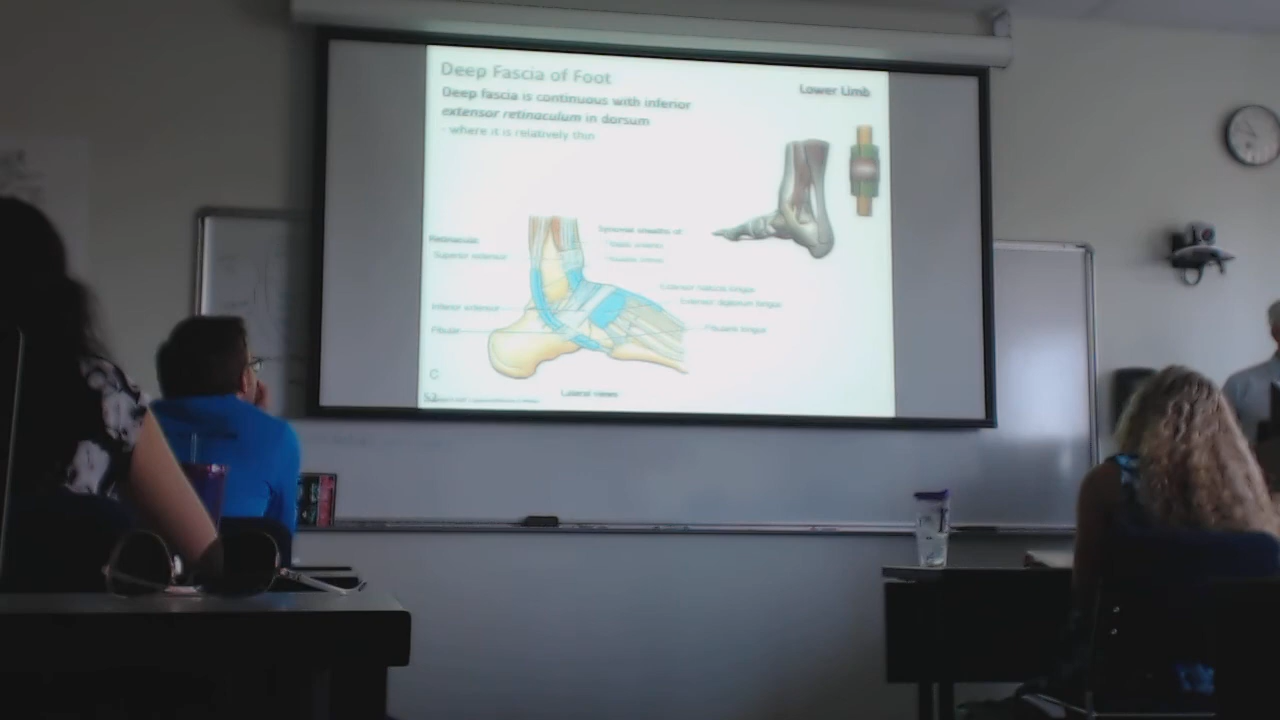 Deep Fascia of Foot
Lower Limb
Deep fascia is continuous with inferior
extensor retinaculum in dorsum
- where it is relatively thin
Synovial sheaths of
Retinacula:
Superior extensor
Extensor hallucis longus
Extensor digitorum longus
Inferior extensor
Fibularis longus
Fibular
C
Lateral views